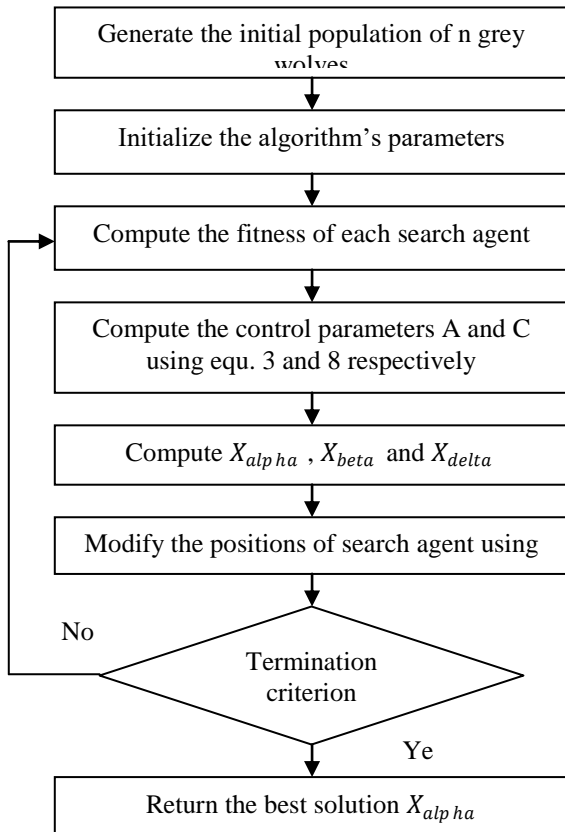 Generate the initial population of n grey
wolves
Initialize the algorithm's parameters
Compute the fitness of each search agent
Compute the control parameters A and C
using equ. 3 and 8 respectively
Compute X_alpha , X_beta and X_delta
Modify the positions of search agent using
No
Termination
criterion
Ye
Return the best solution X_alpha